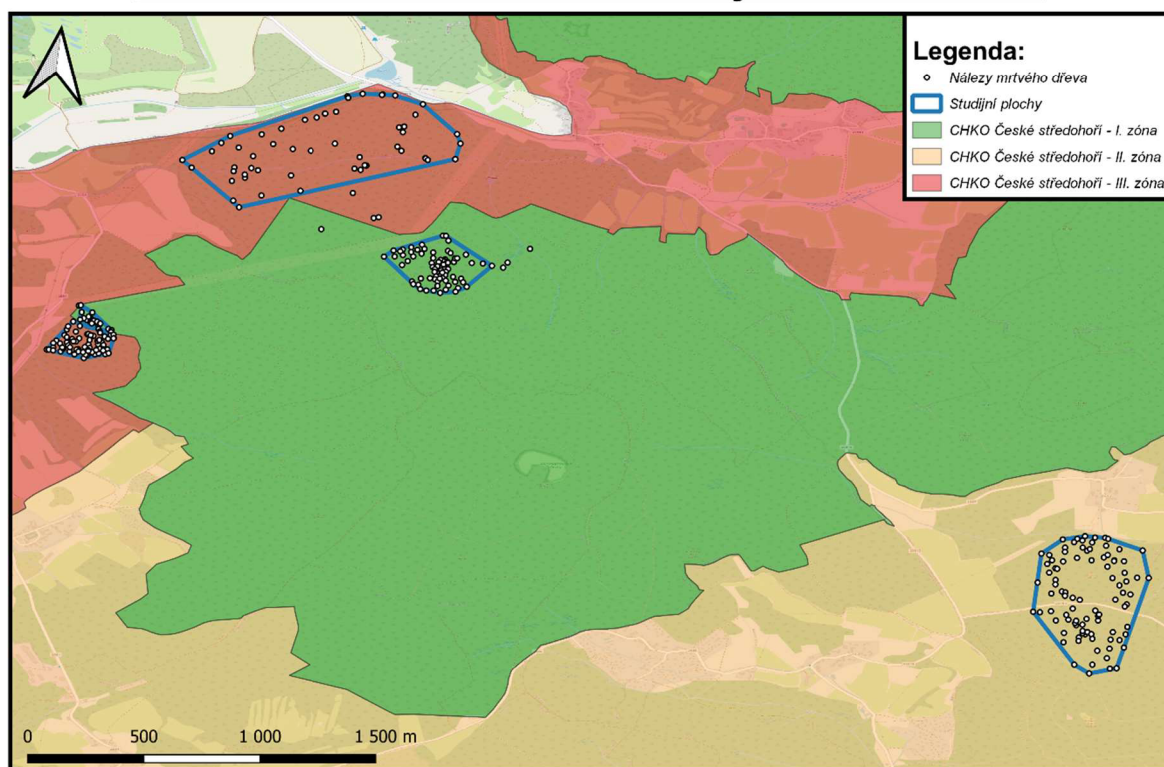 Legenda:
Nálezy mrtvého dřeva
Studijní plochy
CHKO České středohoří - I. zóna
CHKO České středohoří - II. zóna
CHKO České středohoří - III. zóna
0 500 1 000 1 500 m